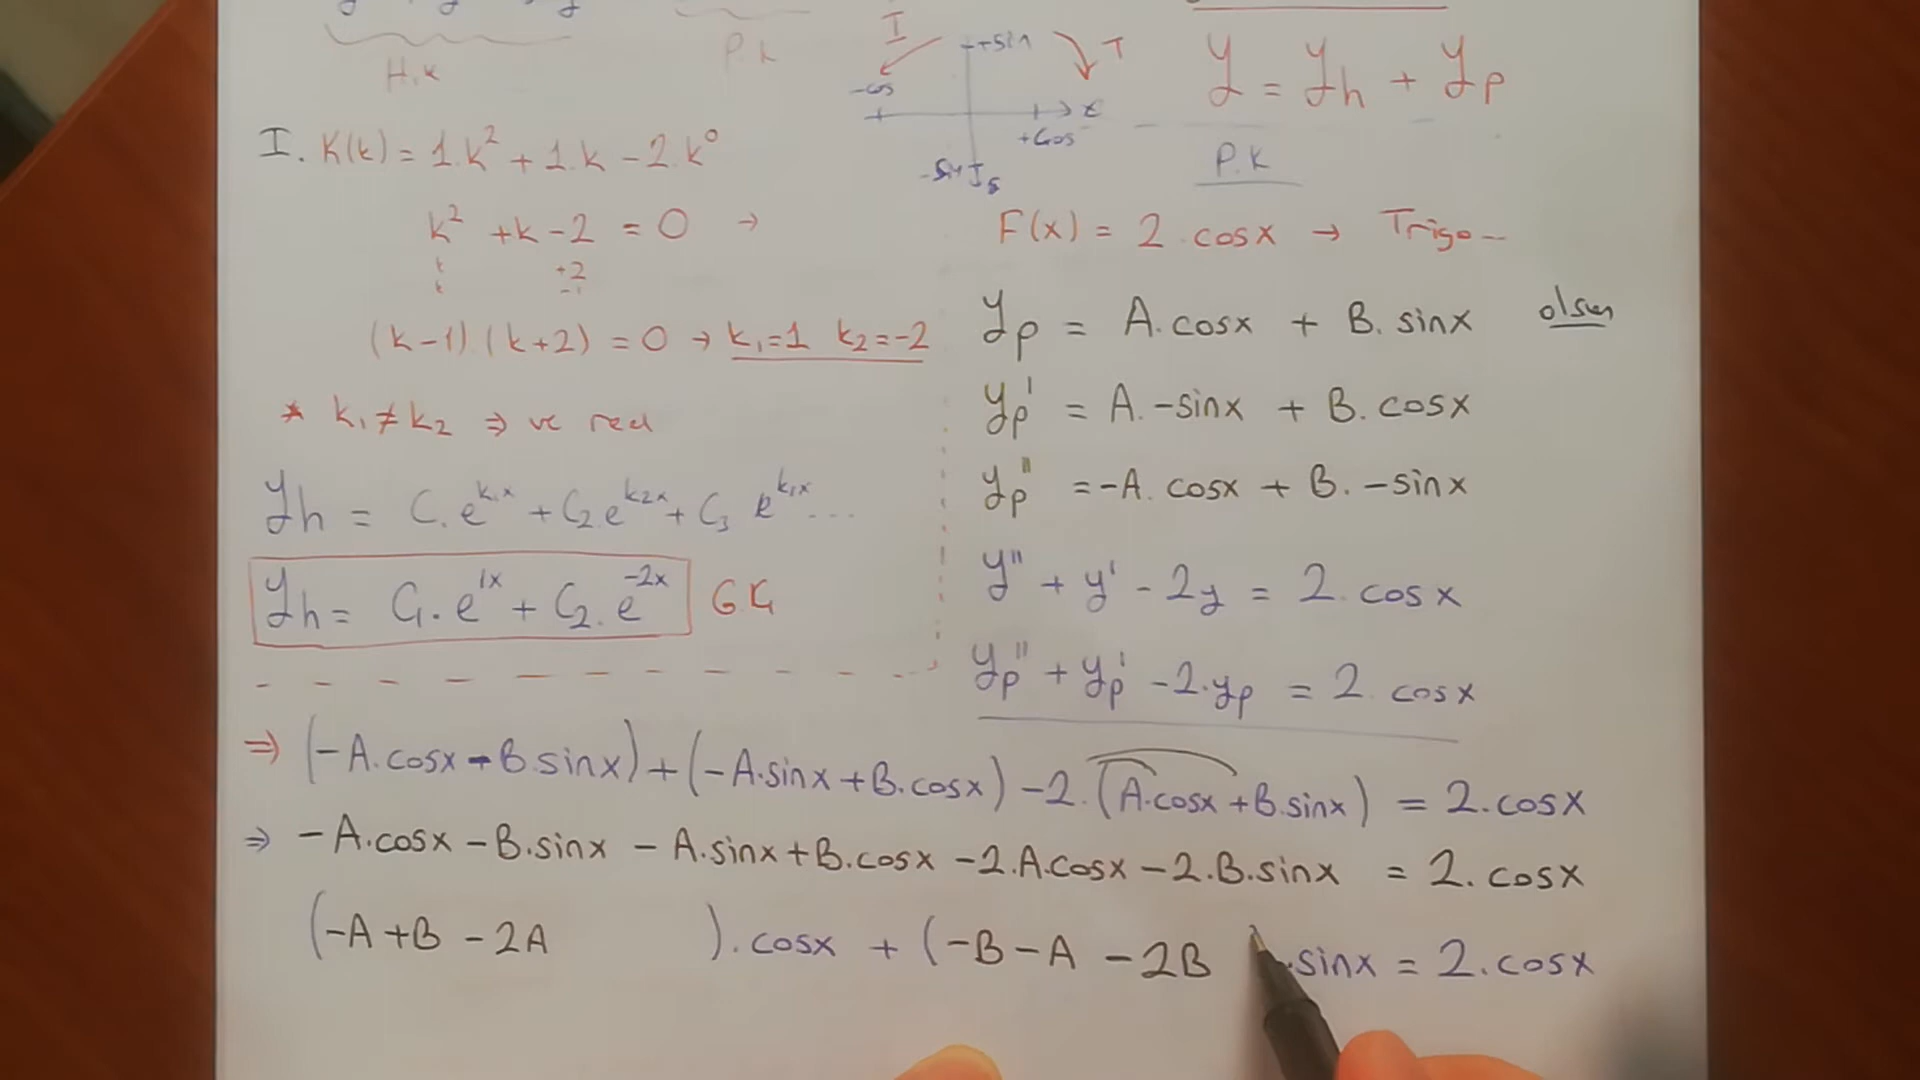 H.K
P.K
I
+sin
T
-cos
x
+Cos
y = yh + yp
P.K
I. K(k) = 1.k² + 1.k - 2.k⁰
k² + k - 2 = 0 →
+2
-1
(k-1).(k+2) = 0 → k₁=1 k₂=-2
* k₁ ≠ k₂ ⇒ ve reel
yh = C₁.e^k₁x + C₂.e^k₂x + C₃ e^k₁x ...
yh = C₁.e^1x + C₂.e^-2x G.Ç
F(x) = 2.cosx → Trigo-
yp = A.cosx + B.sinx olsun
yp' = A.-sinx + B.cosx
yp'' = -A.cosx + B.-sinx
y'' + y' - 2y = 2.cosx
yp'' + yp' - 2.yp = 2.cosx
⇒ (-A.cosx - B.sinx) + (-A.sinx + B.cosx) - 2.(A.cosx + B.sinx) = 2.cosx
⇒ -A.cosx - B.sinx - A.sinx + B.cosx - 2.A.cosx - 2.B.sinx = 2.cosx
(-A + B - 2A ).cosx + (-B - A - 2B ).sinx = 2.cosx